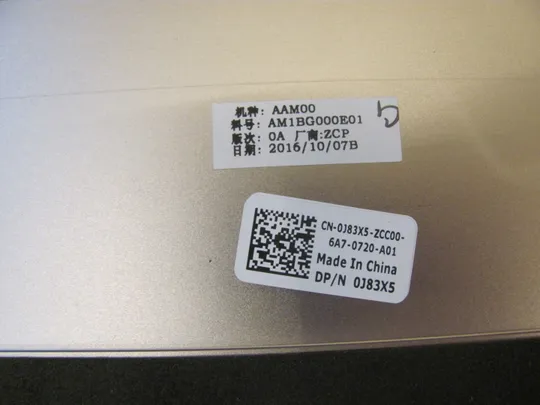 机种: AAM00
料号: AM1BG000E01
版次: 0A 厂商:ZCP
日期: 2016/10/07B
CN-0J83X5-ZCC00-
6A7-0720-A01
Made In China
DP/N 0J83X5